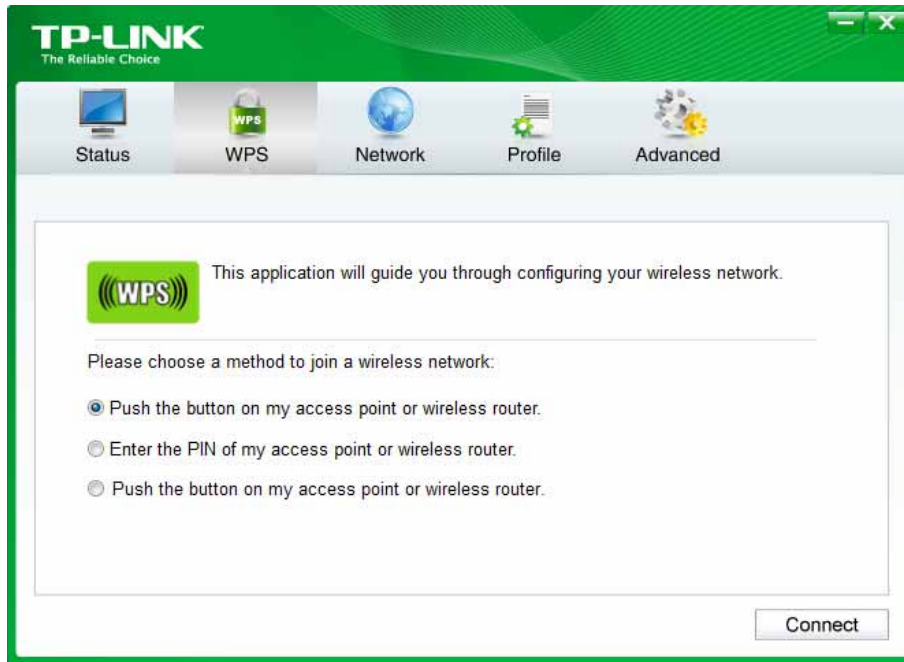 TP-LINK
The Reliable Choice
WPS
Status
WPS
Network
Profile
Advanced
WPS
This application will guide you through configuring your wireless network.
Please choose a method to join a wireless network:
Push the button on my access point or wireless router.
Enter the PIN of my access point or wireless router.
Push the button on my access point or wireless router.
Connect